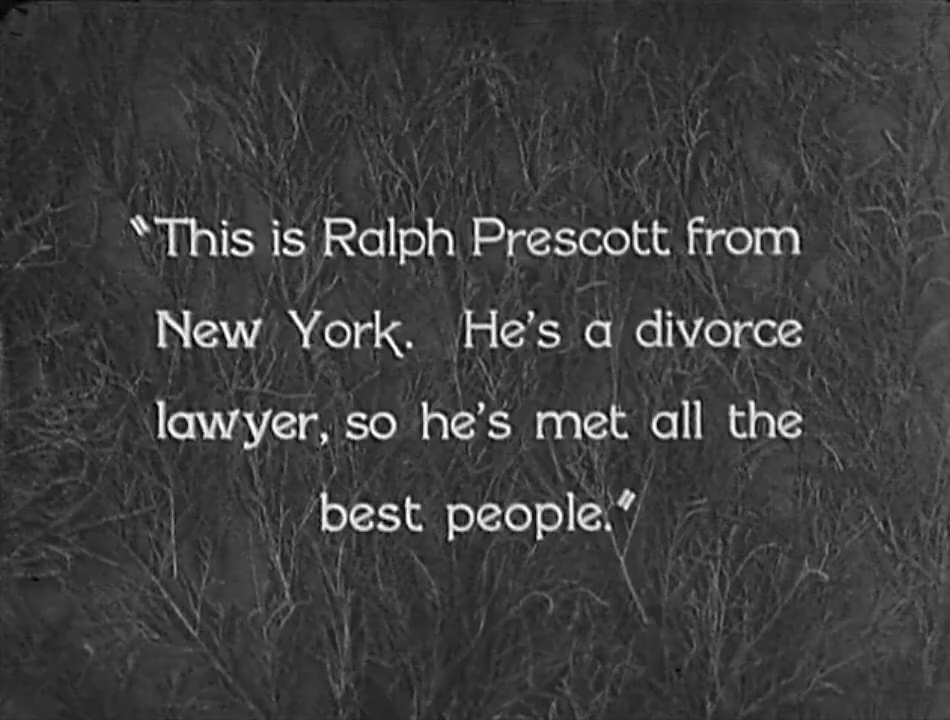 "This is Ralph Prescott from
New York. He's a divorce
lawyer, so he's met all the
best people."